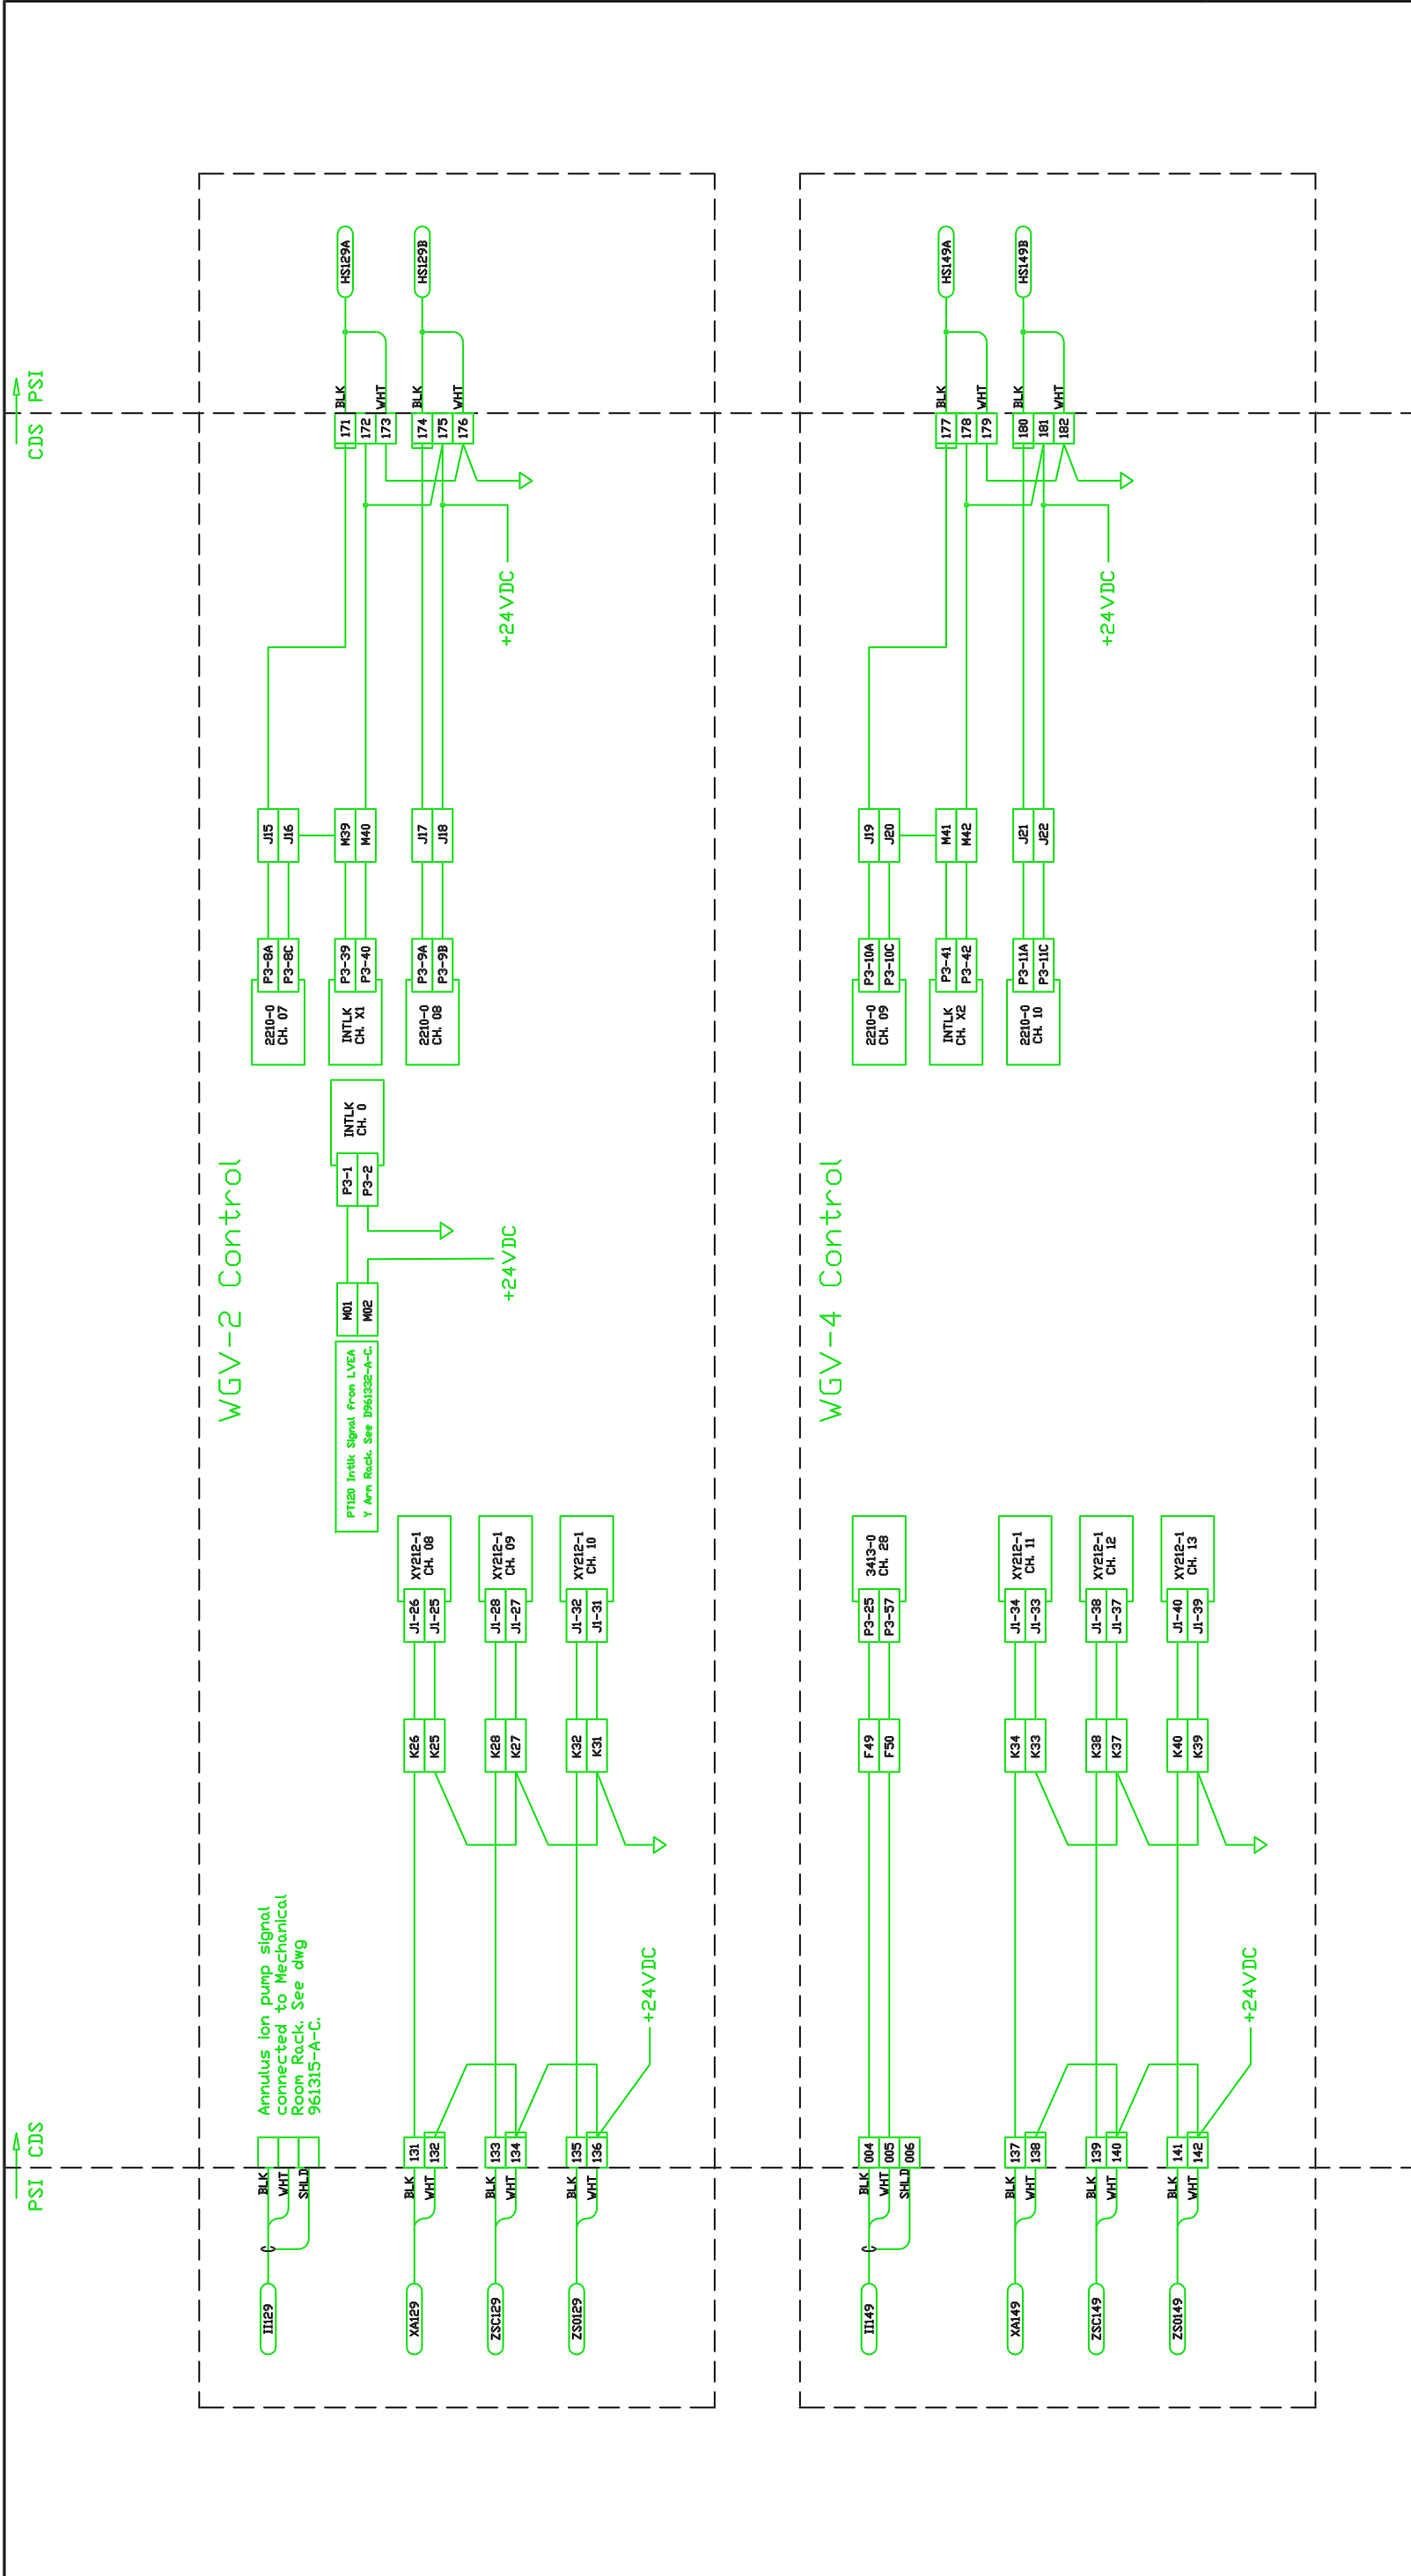 PSI CDS
CDS PSI
WGV-2 Control
II129
BLK
WHT
SHLD
Annulus ion pump signal
connected to Mechanical
Room Rack. See dwg
961315-A-C.
XA129
BLK
WHT
131
132
K26
K25
J1-26
J1-25
XY212-1
CH. 08
ZSC129
BLK
WHT
133
134
K28
K27
J1-28
J1-27
XY212-1
CH. 09
ZSO129
BLK
WHT
135
136
K32
K31
J1-32
J1-31
XY212-1
CH. 10
+24VDC
PT120 Intlk Signal from LVEA
Y Arm Rack. See D961332-A-C.
M01
M02
P3-1
P3-2
INTLK
CH. 0
+24VDC
2210-0
CH. 07
P3-8A
P3-8C
J15
J16
INTLK
CH. X1
P3-39
P3-40
M39
M40
2210-0
CH. 08
P3-9A
P3-9B
J17
J18
+24VDC
171
172
173
BLK
WHT
HS129A
174
175
176
BLK
WHT
HS129B
WGV-4 Control
II149
BLK
WHT
SHLD
004
005
006
F49
F50
P3-25
P3-57
3413-0
CH. 28
XA149
BLK
WHT
137
138
K34
K33
J1-34
J1-33
XY212-1
CH. 11
ZSC149
BLK
WHT
139
140
K38
K37
J1-38
J1-37
XY212-1
CH. 12
ZSO149
BLK
WHT
141
142
K40
K39
J1-40
J1-39
XY212-1
CH. 13
+24VDC
2210-0
CH. 09
P3-10A
P3-10C
J19
J20
INTLK
CH. X2
P3-41
P3-42
M41
M42
2210-0
CH. 10
P3-11A
P3-11C
J21
J22
+24VDC
177
178
179
BLK
WHT
HS149A
180
181
182
BLK
WHT
HS149B